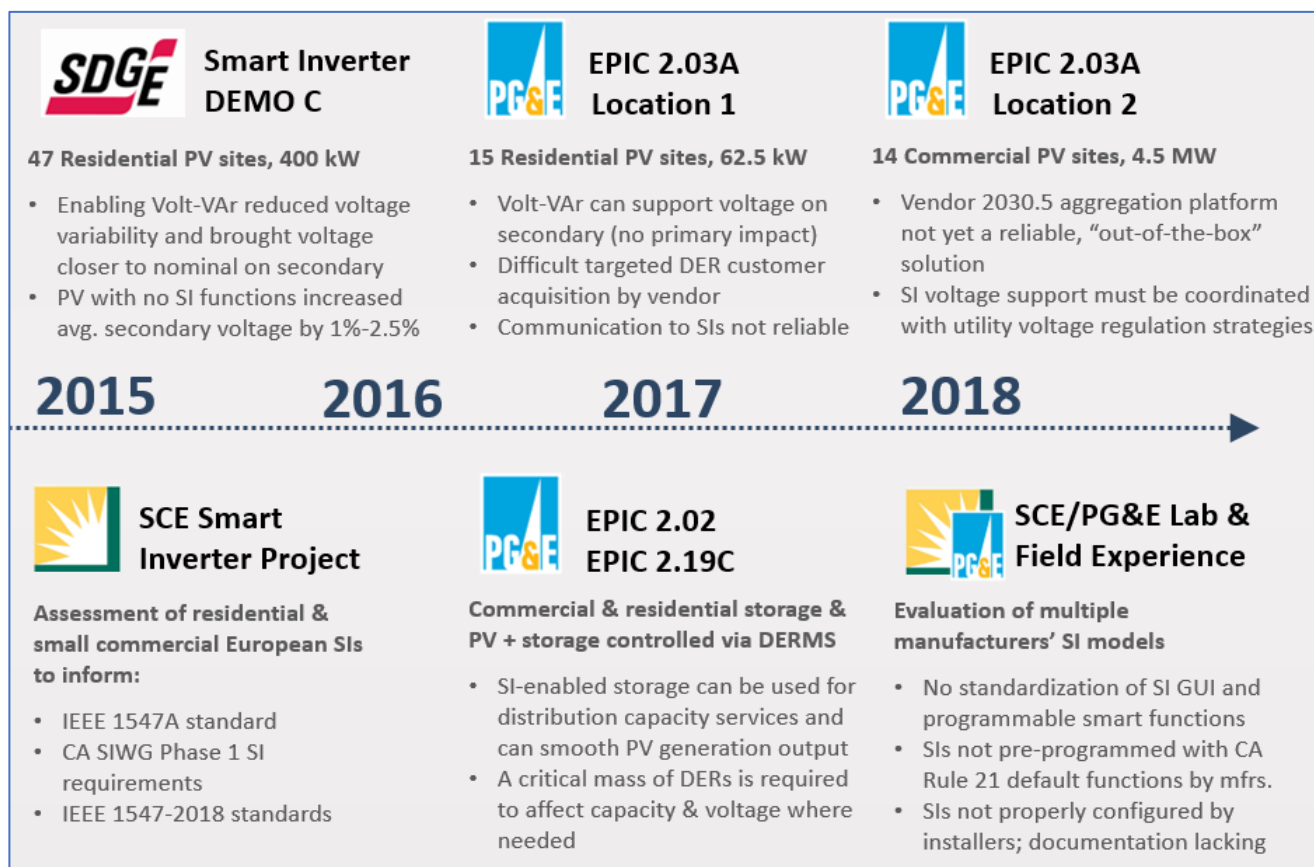 SDGE
Smart Inverter
DEMO C
47 Residential PV sites, 400 kW
• Enabling Volt-VAr reduced voltage
variability and brought voltage
closer to nominal on secondary
• PV with no SI functions increased
avg. secondary voltage by 1%-2.5%
PG&E
EPIC 2.03A
Location 1
15 Residential PV sites, 62.5 kW
• Volt-VAr can support voltage on
secondary (no primary impact)
• Difficult targeted DER customer
acquisition by vendor
• Communication to SIs not reliable
PG&E
EPIC 2.03A
Location 2
14 Commercial PV sites, 4.5 MW
• Vendor 2030.5 aggregation platform
not yet a reliable, “out-of-the-box”
solution
• SI voltage support must be coordinated
with utility voltage regulation strategies
2015 2016 2017 2018
SCE Smart
Inverter Project
Assessment of residential &
small commercial European SIs
to inform:
• IEEE 1547A standard
• CA SIWG Phase 1 SI
requirements
• IEEE 1547-2018 standards
PG&E
EPIC 2.02
EPIC 2.19C
Commercial & residential storage &
PV + storage controlled via DERMS
• SI-enabled storage can be used for
distribution capacity services and
can smooth PV generation output
• A critical mass of DERs is required
to affect capacity & voltage where
needed
PG&E
SCE/PG&E Lab &
Field Experience
Evaluation of multiple
manufacturers’ SI models
• No standardization of SI GUI and
programmable smart functions
• SIs not pre-programmed with CA
Rule 21 default functions by mfrs.
• SIs not properly configured by
installers; documentation lacking